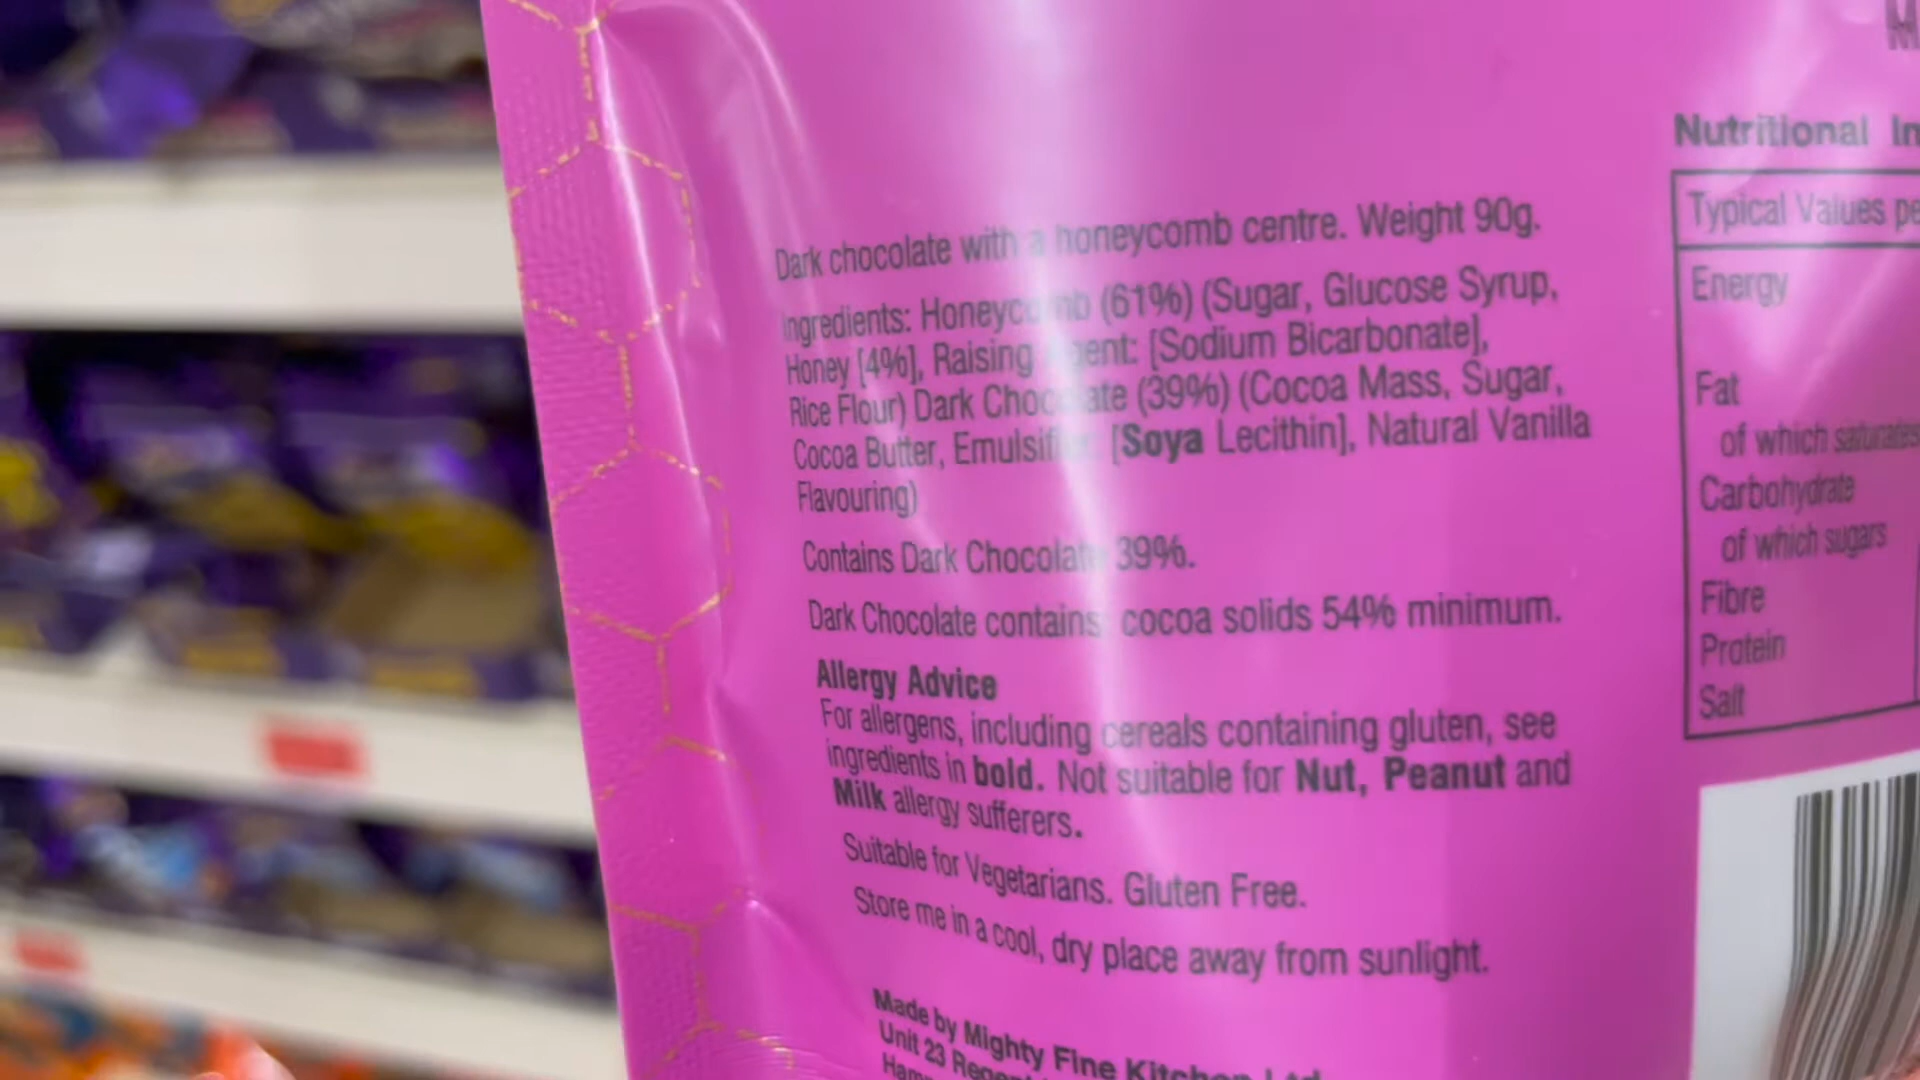 Dark chocolate with a honeycomb centre. Weight 90g.
Ingredients: Honeycomb (61%) (Sugar, Glucose Syrup,
Honey [4%], Raising Agent: [Sodium Bicarbonate],
Rice Flour) Dark Chocolate (39%) (Cocoa Mass, Sugar,
Cocoa Butter, Emulsifier: [Soya Lecithin], Natural Vanilla
Flavouring)
Contains Dark Chocolate 39%.
Dark Chocolate contains cocoa solids 54% minimum.
Allergy Advice
For allergens, including cereals containing gluten, see
ingredients in bold. Not suitable for Nut, Peanut and
Milk allergy sufferers.
Suitable for Vegetarians. Gluten Free.
Store me in a cool, dry place away from sunlight.
Made by Mighty Fine Kitchen Ltd
Unit 23
Nutritional In
Typical Values pe
Energy
Fat
of which saturates
Carbohydrate
of which sugars
Fibre
Protein
Salt